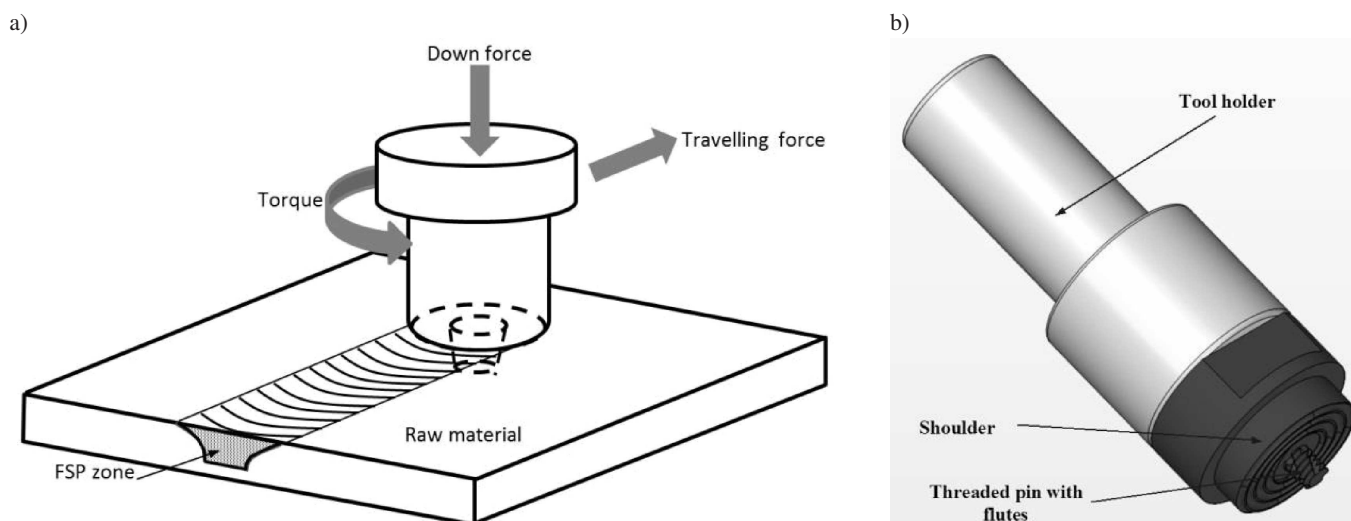 a)
Down force
Travelling force
Torque
Raw material
FSP zone
b)
Tool holder
Shoulder
Threaded pin with
flutes